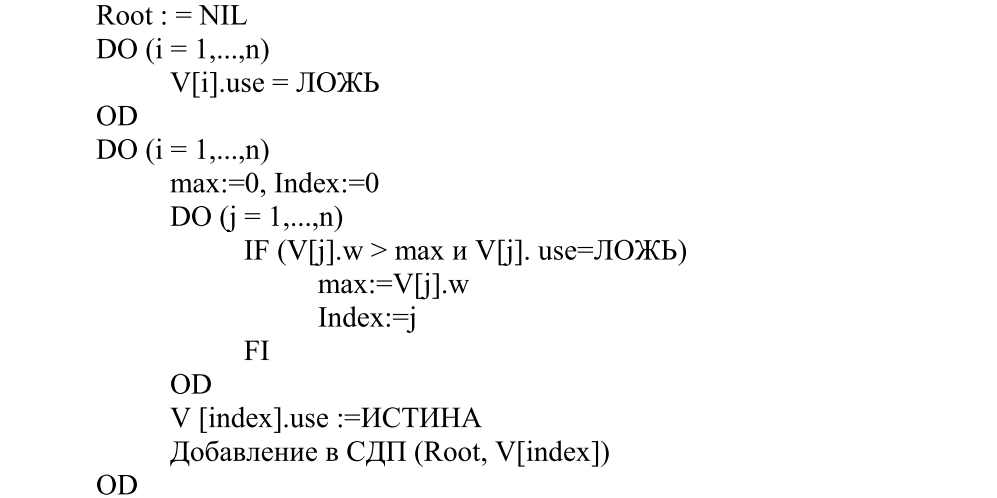 Root : = NIL
DO (i = 1,...,n)
V[i].use = ЛОЖЬ
OD
DO (i = 1,...,n)
max:=0, Index:=0
DO (j = 1,...,n)
IF (V[j].w > max и V[j]. use=ЛОЖЬ)
max:=V[j].w
Index:=j
FI
OD
V [index].use :=ИСТИНА
Добавление в СДП (Root, V[index])
OD